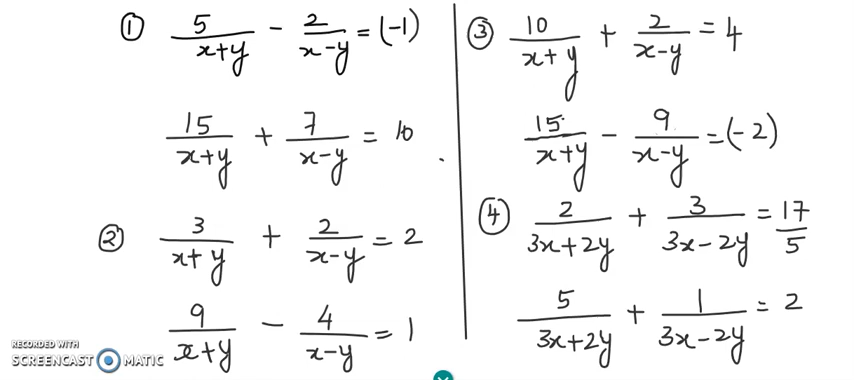 ① 5/(x+y) - 2/(x-y) = (-1)
15/(x+y) + 7/(x-y) = 10
② 3/(x+y) + 2/(x-y) = 2
9/(x+y) - 4/(x-y) = 1
③ 10/(x+y) + 2/(x-y) = 4
15/(x+y) - 9/(x-y) = (-2)
④ 2/(3x+2y) + 3/(3x-2y) = 17/5
5/(3x+2y) + 1/(3x-2y) = 2
RECORDED WITH
SCREENCAST MATIC